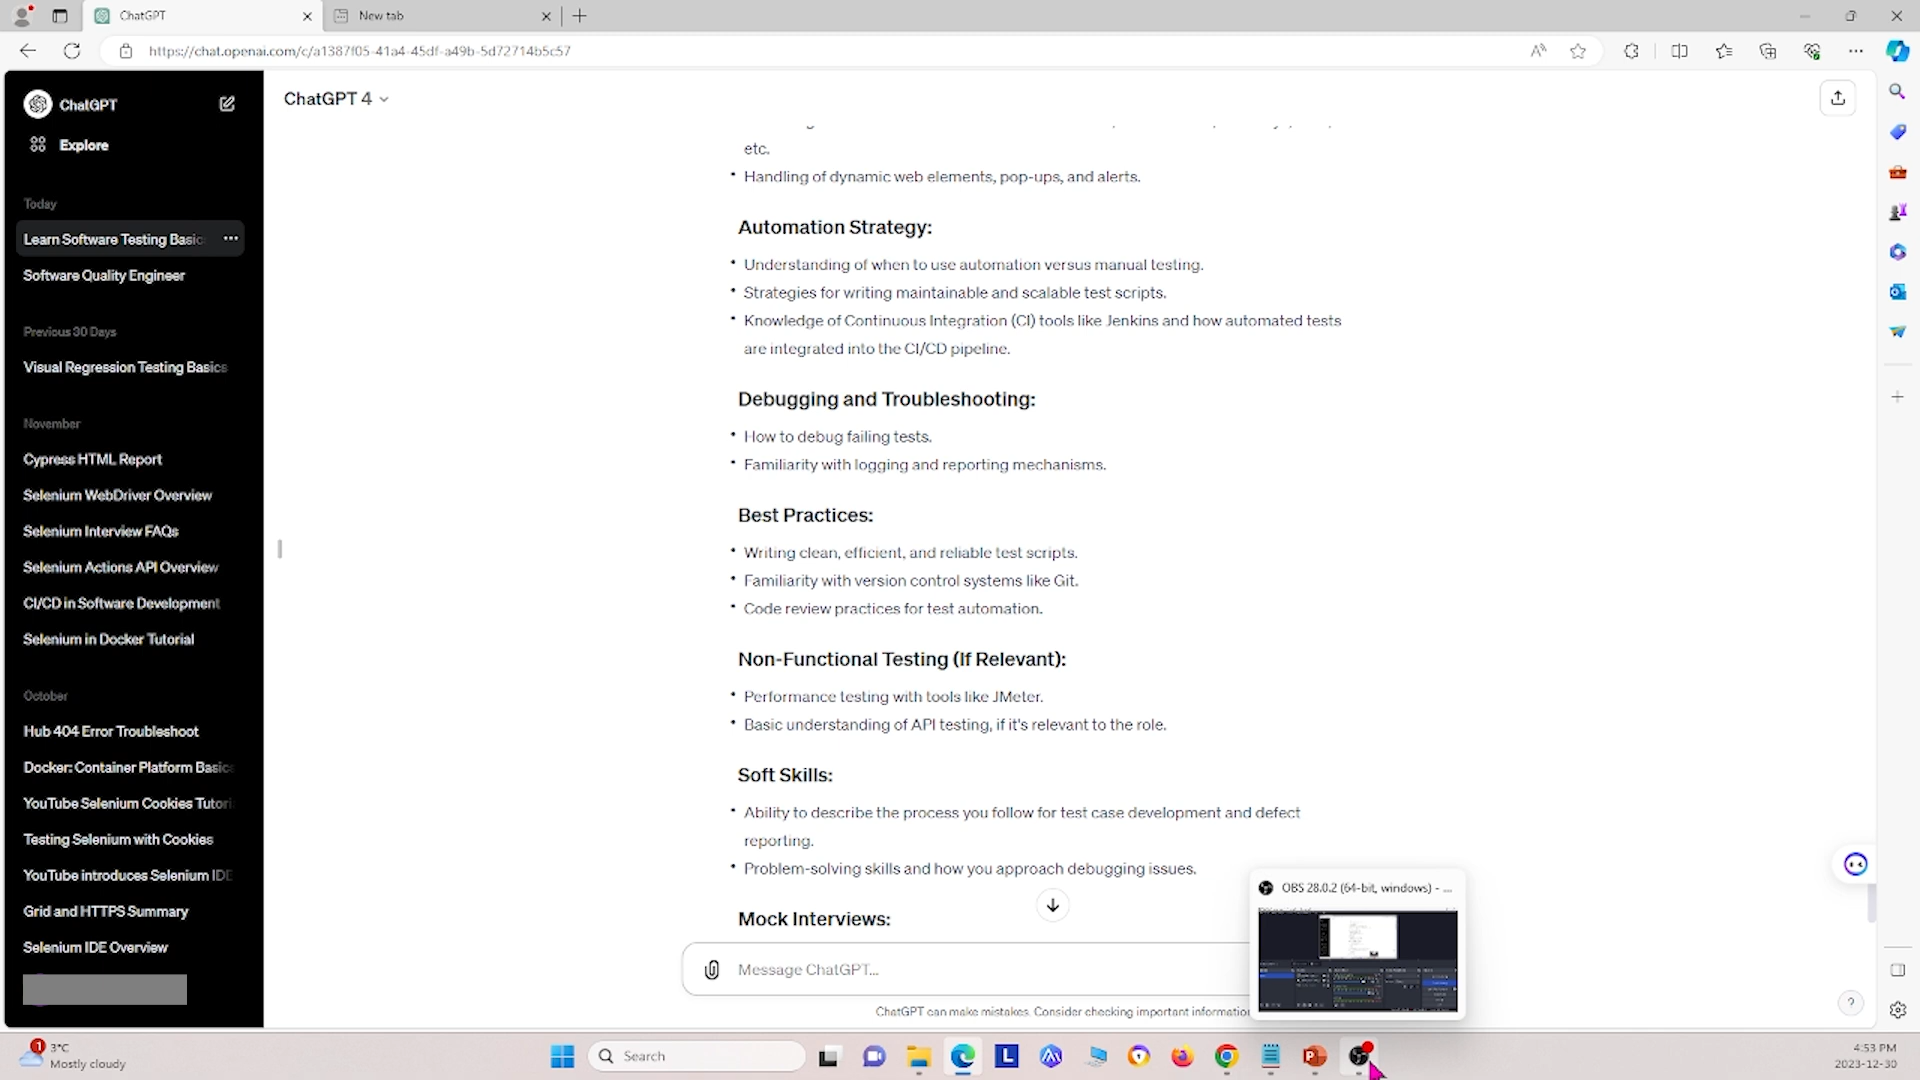 ChatGPT
New tab
https://chat.openai.com/c/a1387f05-41a4-45df-a49b-5d72714b5c57
ChatGPT
Explore
Today
Learn Software Testing Basic
Software Quality Engineer
Previous 30 Days
Visual Regression Testing Basics
November
Cypress HTML Report
Selenium WebDriver Overview
Selenium Interview FAQs
Selenium Actions API Overview
CI/CD in Software Development
Selenium in Docker Tutorial
October
Hub 404 Error Troubleshoot
Docker: Container Platform Basic
YouTube Selenium Cookies Tutori
Testing Selenium with Cookies
YouTube introduces Selenium IDE
Grid and HTTPS Summary
Selenium IDE Overview
ChatGPT 4
etc.
• Handling of dynamic web elements, pop-ups, and alerts.
Automation Strategy:
• Understanding of when to use automation versus manual testing.
• Strategies for writing maintainable and scalable test scripts.
• Knowledge of Continuous Integration (CI) tools like Jenkins and how automated tests
are integrated into the CI/CD pipeline.
Debugging and Troubleshooting:
• How to debug failing tests.
• Familiarity with logging and reporting mechanisms.
Best Practices:
• Writing clean, efficient, and reliable test scripts.
• Familiarity with version control systems like Git.
• Code review practices for test automation.
Non-Functional Testing (If Relevant):
• Performance testing with tools like JMeter.
• Basic understanding of API testing, if it's relevant to the role.
Soft Skills:
• Ability to describe the process you follow for test case development and defect
reporting.
• Problem-solving skills and how you approach debugging issues.
Mock Interviews:
Message ChatGPT...
ChatGPT can make mistakes. Consider checking important informatio
OBS 28.0.2 (64-bit, windows) - ...
?
1
3°C
Mostly cloudy
Search
L
P
4:53 PM
2023-12-30